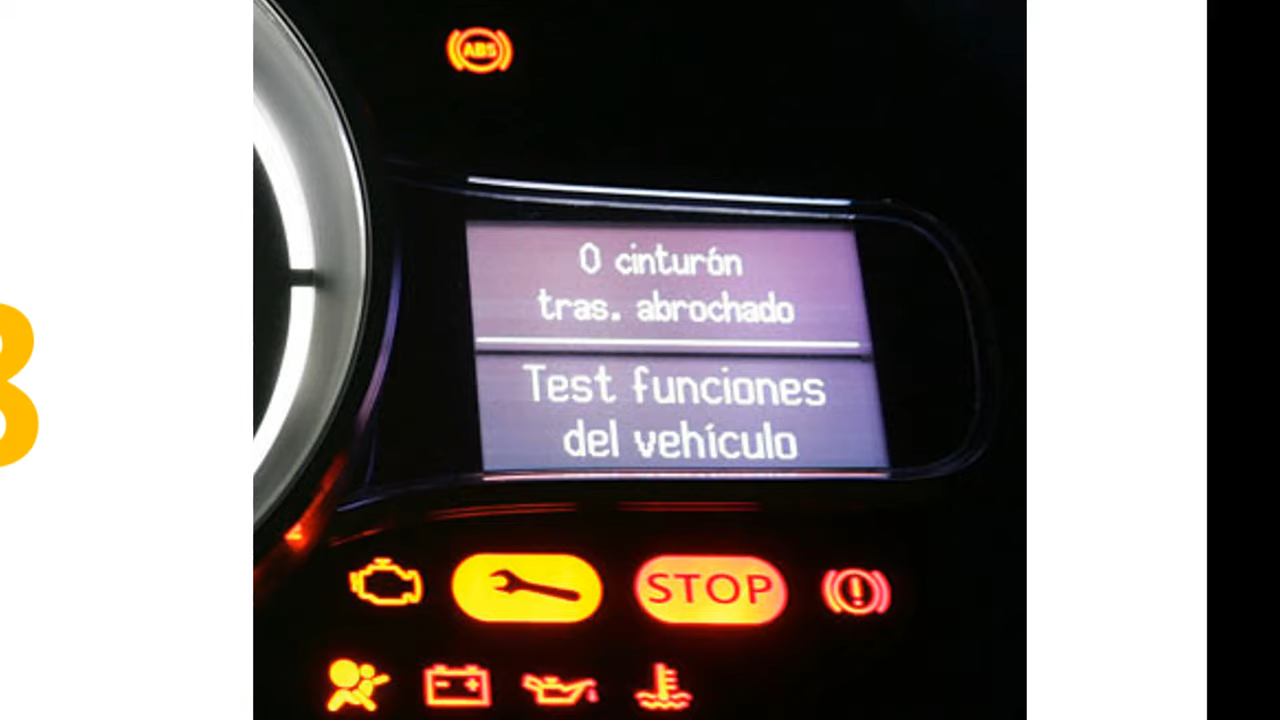 ABS
0 cinturón
tras. abrochado
Test funciones
del vehículo
STOP